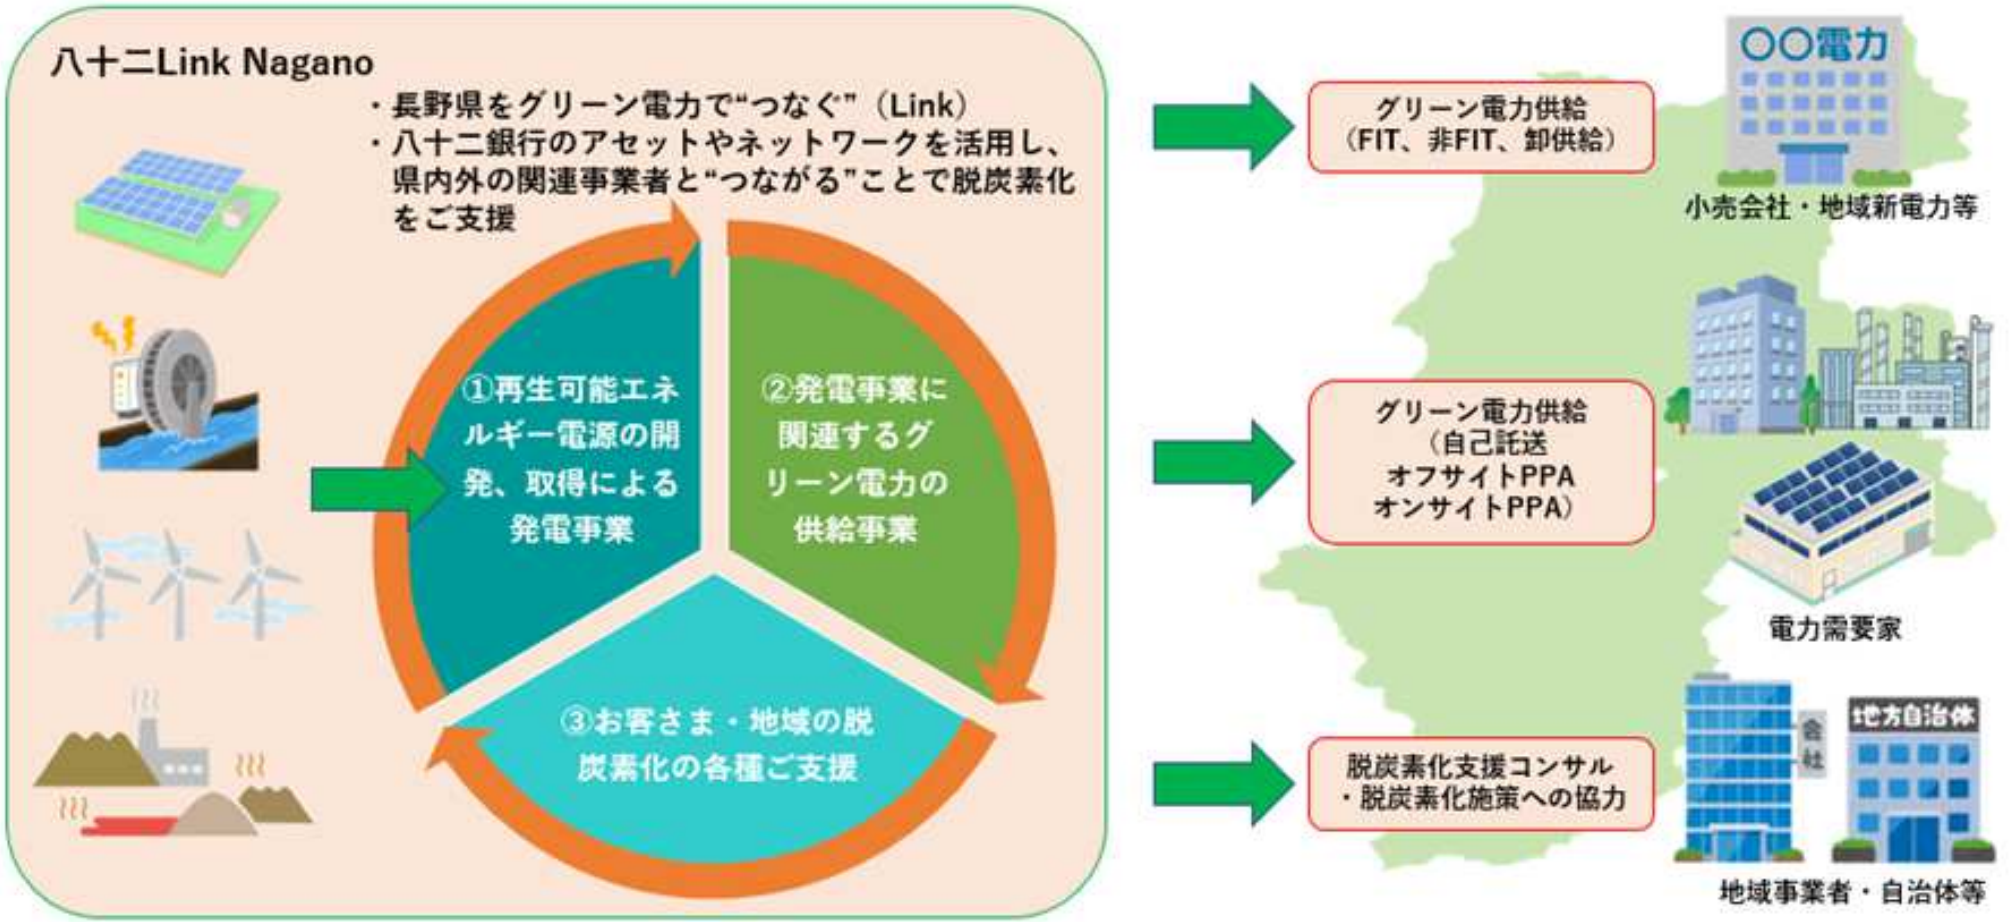 八十二Link Nagano
・長野県をグリーン電力で“つなぐ”（Link）
・八十二銀行のアセットやネットワークを活用し、
県内外の関連事業者と“つながる”ことで脱炭素化
をご支援
①再生可能エネ
ルギー電源の開
発、取得による
発電事業
②発電事業に
関連するグ
リーン電力の
供給事業
③お客さま・地域の脱
炭素化の各種ご支援
グリーン電力供給
（FIT、非FIT、卸供給）
〇〇電力
小売会社・地域新電力等
グリーン電力供給
（自己託送
オフサイトPPA
オンサイトPPA）
電力需要家
脱炭素化支援コンサル
・脱炭素化施策への協力
会社
地方自治体
地域事業者・自治体等